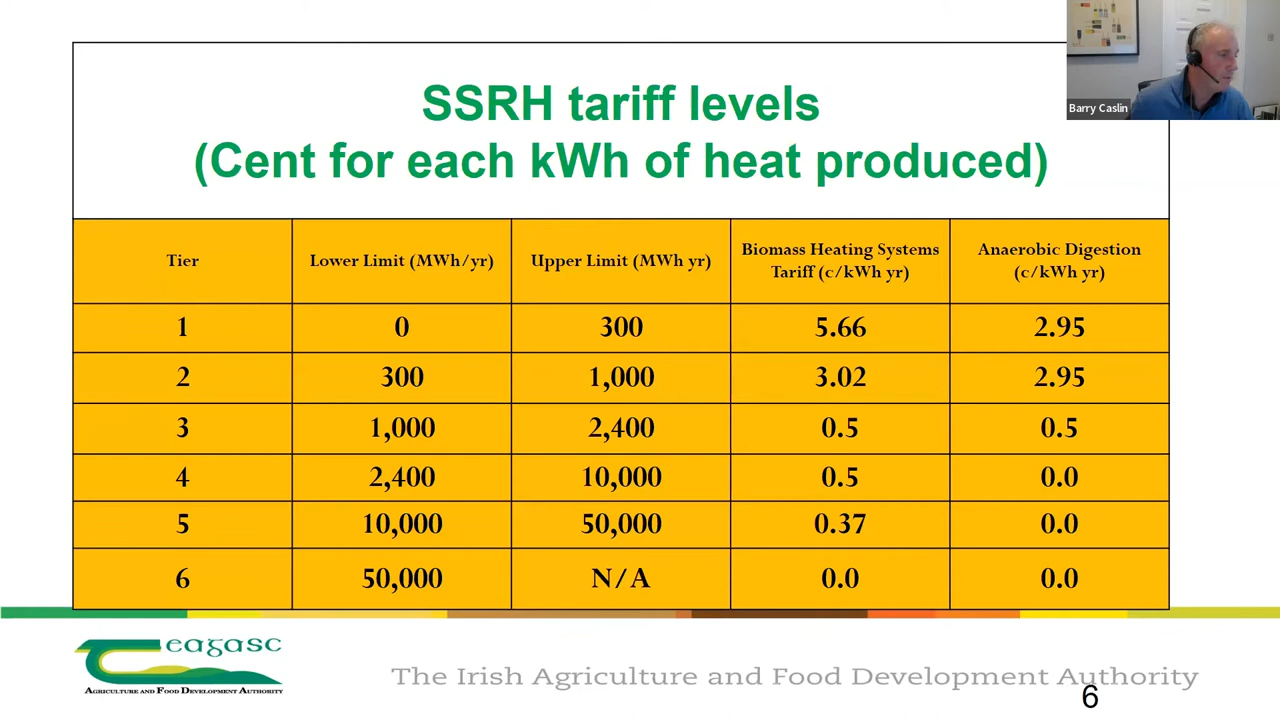 SSRH tariff levels
(Cent for each kWh of heat produced)
Barry Caslin
Tier Lower Limit (MWh/yr) Upper Limit (MWh yr) Biomass Heating Systems Tariff (c/kWh yr) Anaerobic Digestion (c/kWh yr)
1 0 300 5.66 2.95
2 300 1,000 3.02 2.95
3 1,000 2,400 0.5 0.5
4 2,400 10,000 0.5 0.0
5 10,000 50,000 0.37 0.0
6 50,000 N/A 0.0 0.0
Teagasc
Agriculture and Food Development Authority
The Irish Agriculture and Food Development Authority
6